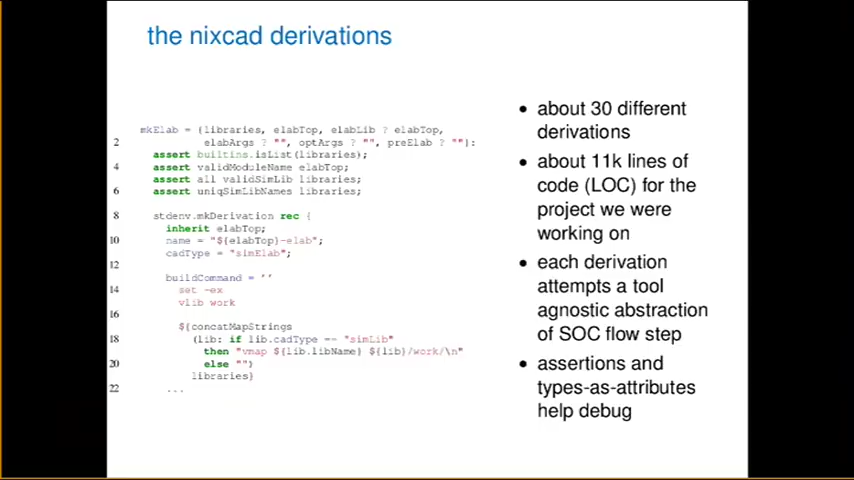 the nixcad derivations
mkElab = {libraries, elabTop, elabLib ? elabTop,
2 elabArgs ? "", optArgs ? "", preElab ? ""}:
assert builtins.isList(libraries);
4 assert validModuleName elabTop;
assert all validSimLib libraries;
6 assert uniqSimLibNames libraries;
8 stdenv.mkDerivation rec {
inherit elabTop;
10 name = "${elabTop}-elab";
cadType = "simElab";
12
buildCommand = ''
14 set -ex
vlib work
16
${concatMapStrings
18 (lib: if lib.cadType == "simLib"
then "vmap ${lib.libName} ${lib}/work/\n"
20 else "")
libraries}
22 ...
• about 30 different
derivations
• about 11k lines of
code (LOC) for the
project we were
working on
• each derivation
attempts a tool
agnostic abstraction
of SOC flow step
• assertions and
types-as-attributes
help debug